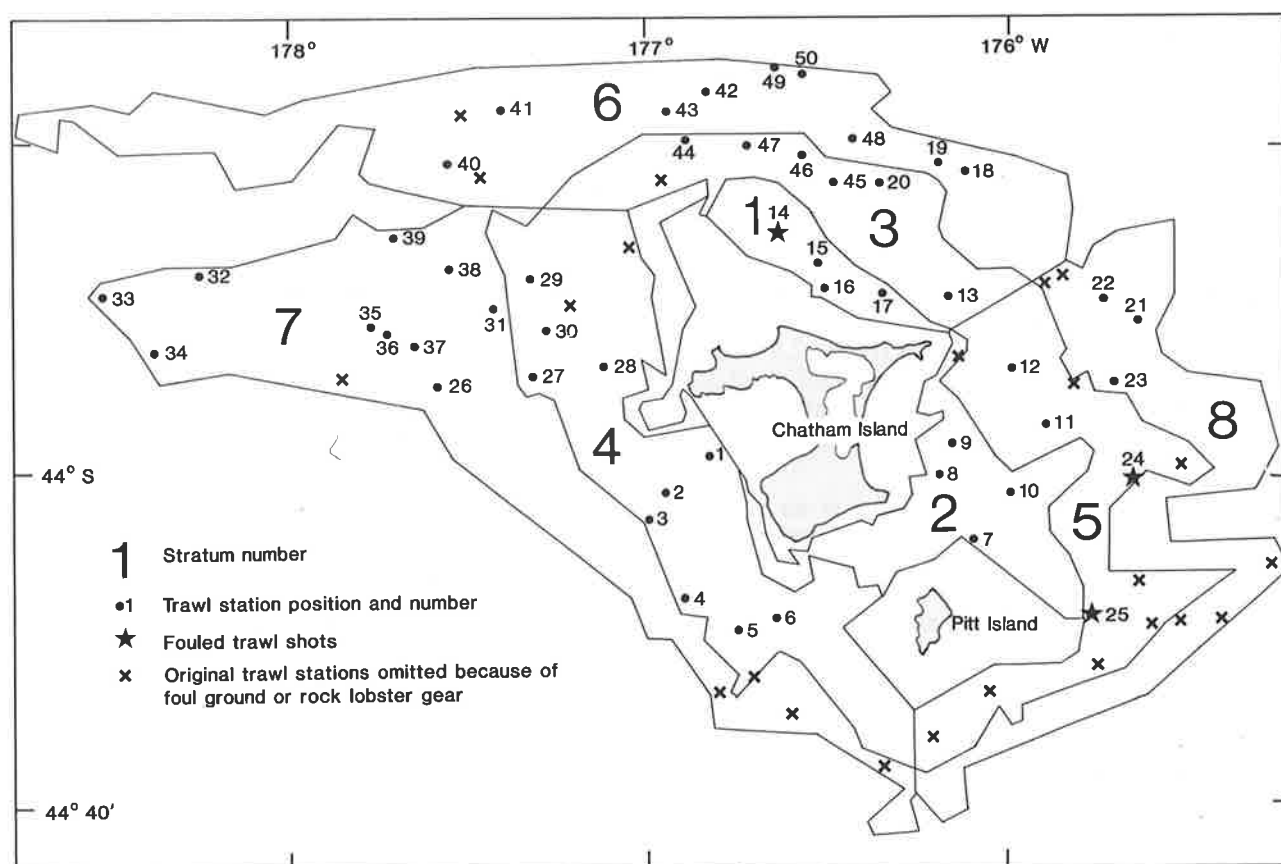 178° 177° 176° W
50
49
6 41 42
43
44 47 48 19
40 46 18
45 20
1 14 3
39 15
38 29 16 17 13 22
32
33 7 31 21
35 30
36 37
34 28 12
26 27 23
11 8
Chatham Island
4 1 9
44° S 2 8 24
3 10
2 5
7
1 Stratum number
1 Trawl station position and number
4
Fouled trawl shots 5 6 Pitt Island 25
Original trawl stations omitted because of
foul ground or rock lobster gear
44° 40'